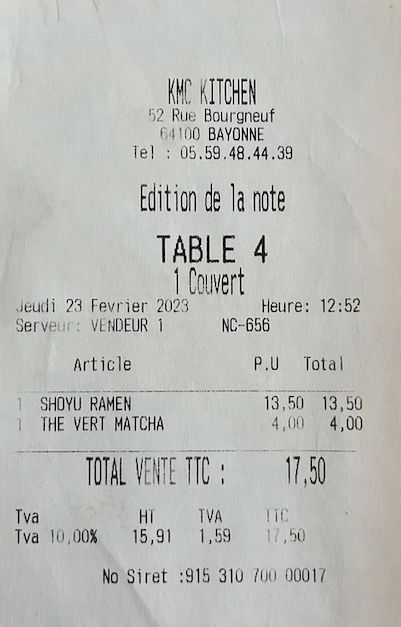 KMC KITCHEN
52 Rue Bourgneuf
64100 BAYONNE
Tel : 05.59.48.44.39
Edition de la note
TABLE 4
1 Couvert
Jeudi 23 Fevrier 2023 Heure: 12:52
Serveur: VENDEUR 1 NC-656
Article P.U Total
1 SHOYU RAMEN 13,50 13,50
1 THE VERT MATCHA 4,00 4,00
TOTAL VENTE TTC : 17,50
Tva HT TVA TTC
Tva 10,00% 15,91 1,59 17,50
No Siret :915 310 700 00017